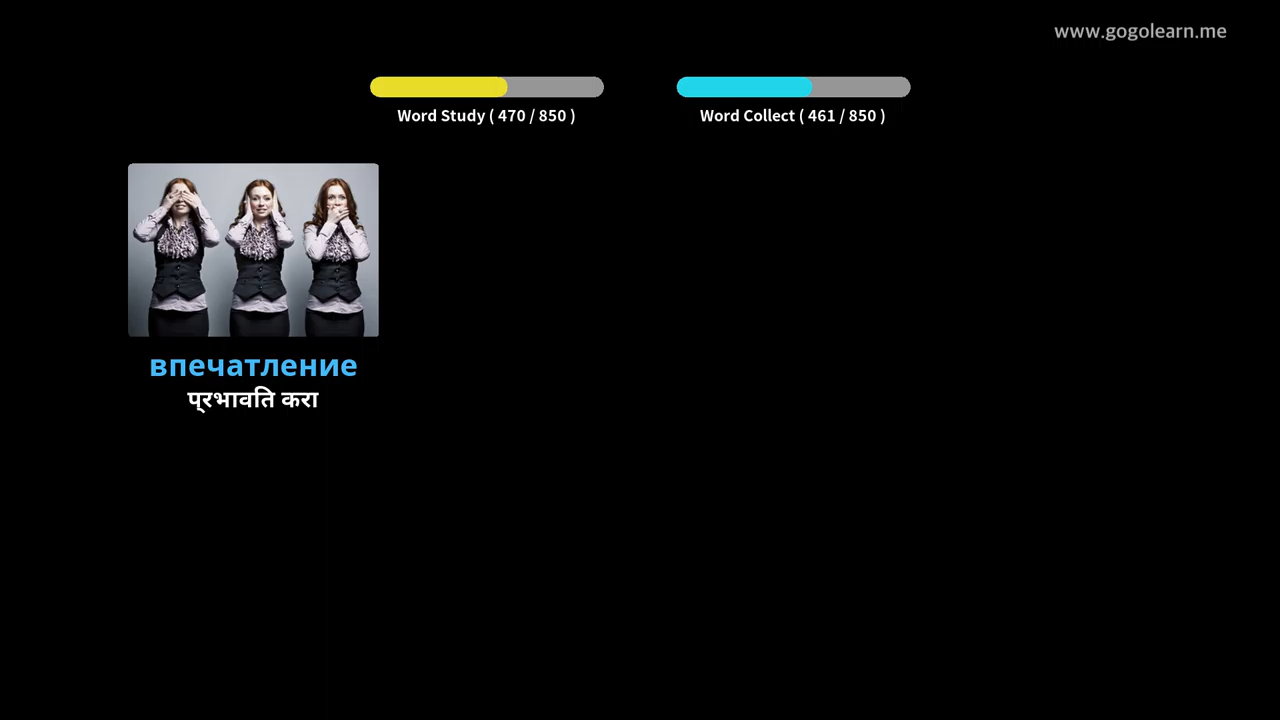 www.gogolearn.me
Word Study ( 470 / 850 )
Word Collect ( 461 / 850 )
впечатление
प्रभावति करा